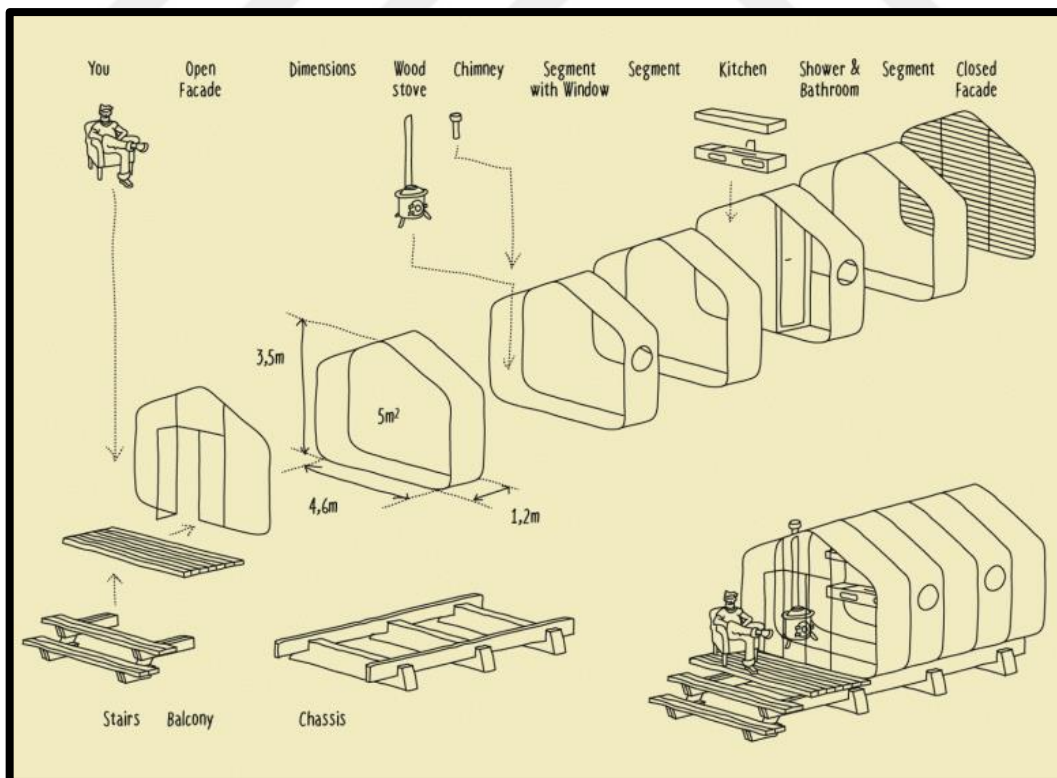 You
Open
Facade
Dimensions
Wood
stove
Chimney
Segment
with Window
Segment
Kitchen
Shower &
Bathroom
Segment
Closed
Facade
3,5m
5m²
4,6m
1,2m
Stairs
Balcony
Chassis